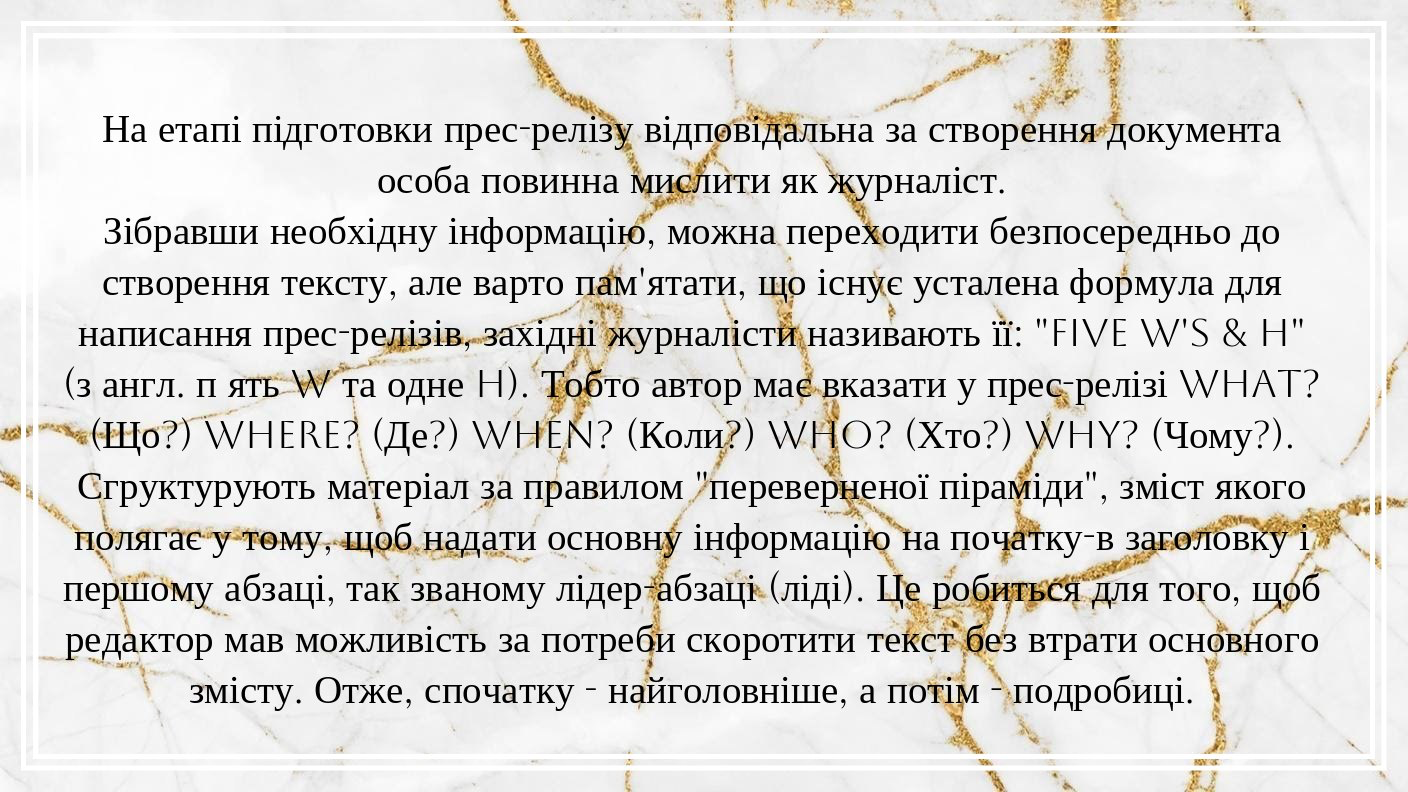 На етапі підготовки прес-релізу відповідальна за створення документа
особа повинна мислити як журналіст.
Зібравши необхідну інформацію, можна переходити безпосередньо до
створення тексту, але варто пам'ятати, що існує усталена формула для
написання прес-релізів, західні журналісти називають її: "FIVE W'S & H"
(з англ. п ять W та одне H). Тобто автор має вказати у прес-релізі WHAT?
(Що?) WHERE? (Де?) WHEN? (Коли?) WHO? (Хто?) WHY? (Чому?).
Сгруктурують матеріал за правилом "переверненої піраміди", зміст якого
полягає у тому, щоб надати основну інформацію на початку-в заголовку і
першому абзаці, так званому лідер-абзаці (ліді). Це робиться для того, щоб
редактор мав можливість за потреби скоротити текст без втрати основного
змісту. Отже, спочатку - найголовніше, а потім - подробиці.